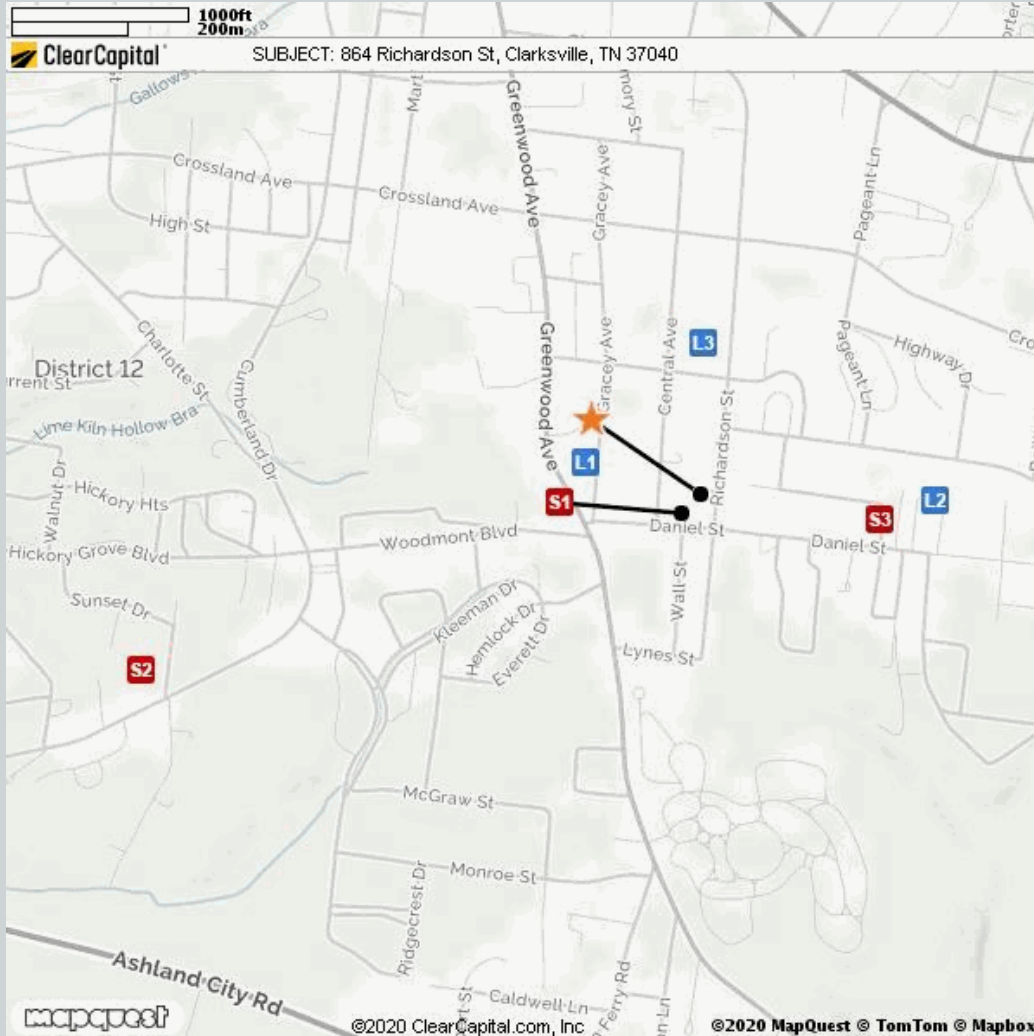 1000ft
200m
ClearCapital
SUBJECT: 864 Richardson St, Clarksville, TN 37040
Gallows
Greenwood Ave
Gracey Ave
Pageant Ln
Crossland Ave
Crossland Ave
High St
District 12
Charlotte St
Cumberland Dr
Greenwood Ave
Gracey Ave
Central Ave
L3
Pageant Ln
Highway Dr
Lime Kiln Hollow Bra
Richardson St
L1
Walnut Dr
Hickory Hts
S1
L2
S3
Daniel St
Daniel St
Woodmont Blvd
Hickory Grove Blvd
Wall St
Sunset Dr
Kleeman Dr
Hemlock Dr
Everett Dr
Lynes St
S2
McGraw St
Monroe St
Ridgecrest Dr
Ashland City Rd
Caldwell Ln
Ferry Rd
mapquest
©2020 ClearCapital.com, Inc
©2020 MapQuest © TomTom © Mapbo